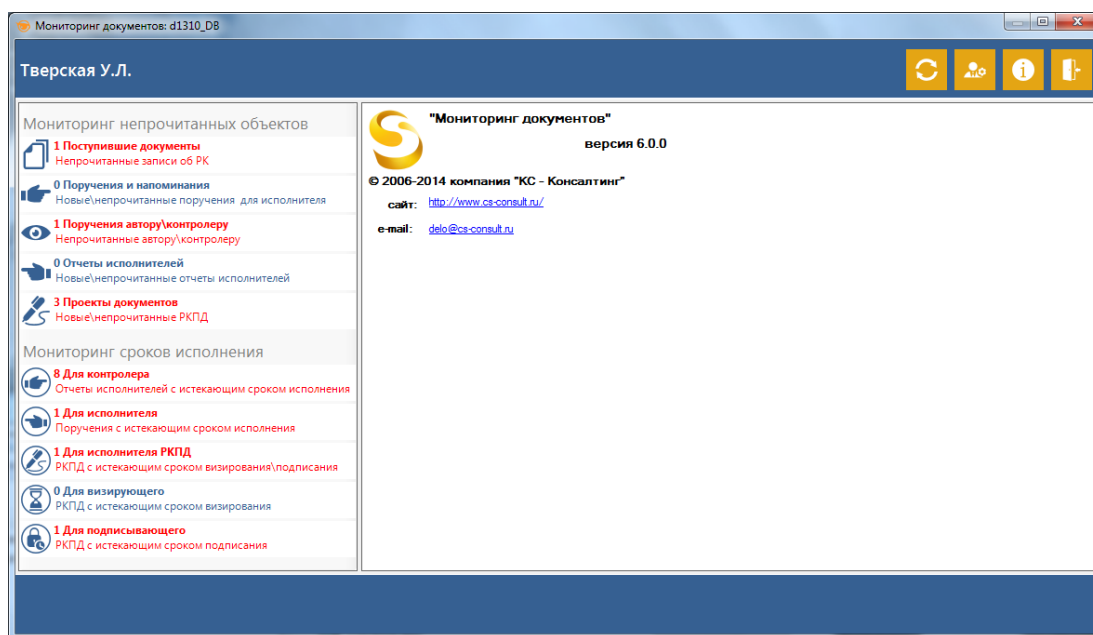 Мониторинг документов: d1310_DB
Тверская У.Л.
Мониторинг непрочитанных объектов
1 Поступившие документы
Непрочитанные записи об РК
0 Поручения и напоминания
Новые\непрочитанные поручения для исполнителя
1 Поручения автору\контролеру
Непрочитанные автору\контролеру
0 Отчеты исполнителей
Новые\непрочитанные отчеты исполнителей
3 Проекты документов
Новые\непрочитанные РКПД
Мониторинг сроков исполнения
8 Для контролера
Отчеты исполнителей с истекающим сроком исполнения
1 Для исполнителя
Поручения с истекающим сроком исполнения
1 Для исполнителя РКПД
РКПД с истекающим сроком визирования\подписания
0 Для визирующего
РКПД с истекающим сроком визирования
1 Для подписывающего
РКПД с истекающим сроком подписания
"Мониторинг документов"
версия 6.0.0
© 2006-2014 компания "КС - Консалтинг"
сайт: http://www.cs-consult.ru/
e-mail: delo@cs-consult.ru